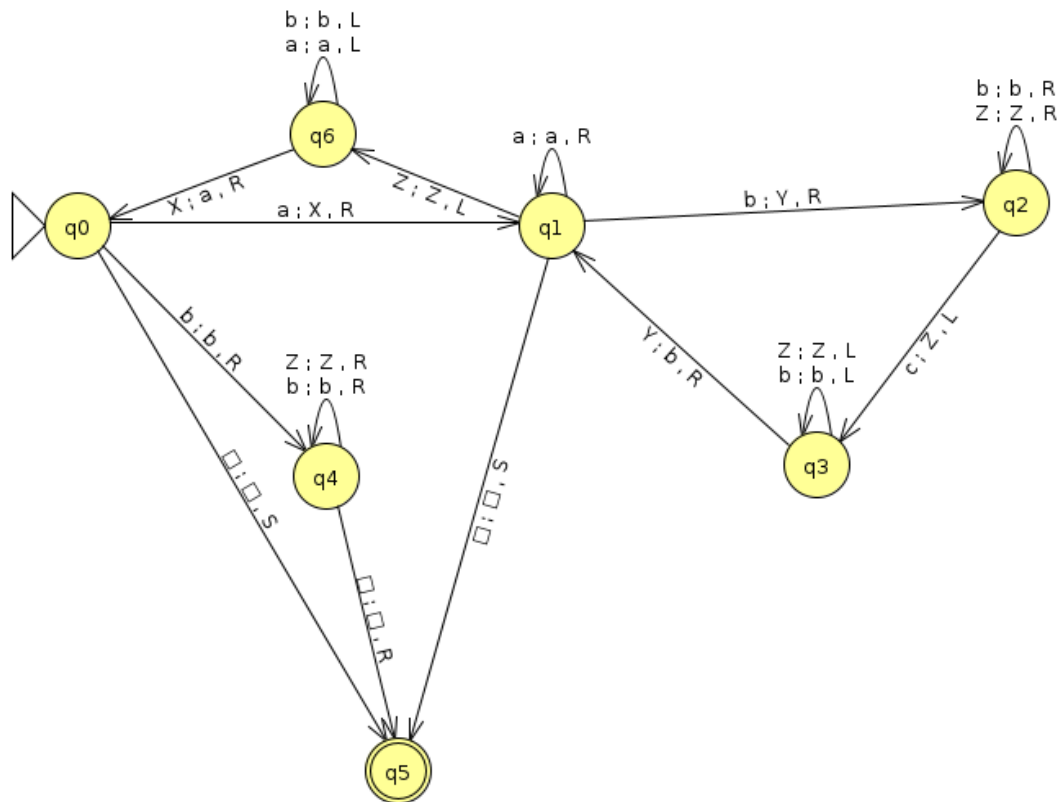 b ; b , L
a ; a , L
q6
a ; a , R
b ; b , R
Z ; Z , R
X ; a , R
Z ; Z , L
a ; X , R
b ; Y , R
q0
q1
q2
b ; b , R
Y ; b , R
c ; Z , L
Z ; Z , R
b ; b , R
Z ; Z , L
b ; b , L
q4
q3
□ ; □ , S
□ ; □ , S
□ ; □ , R
q5